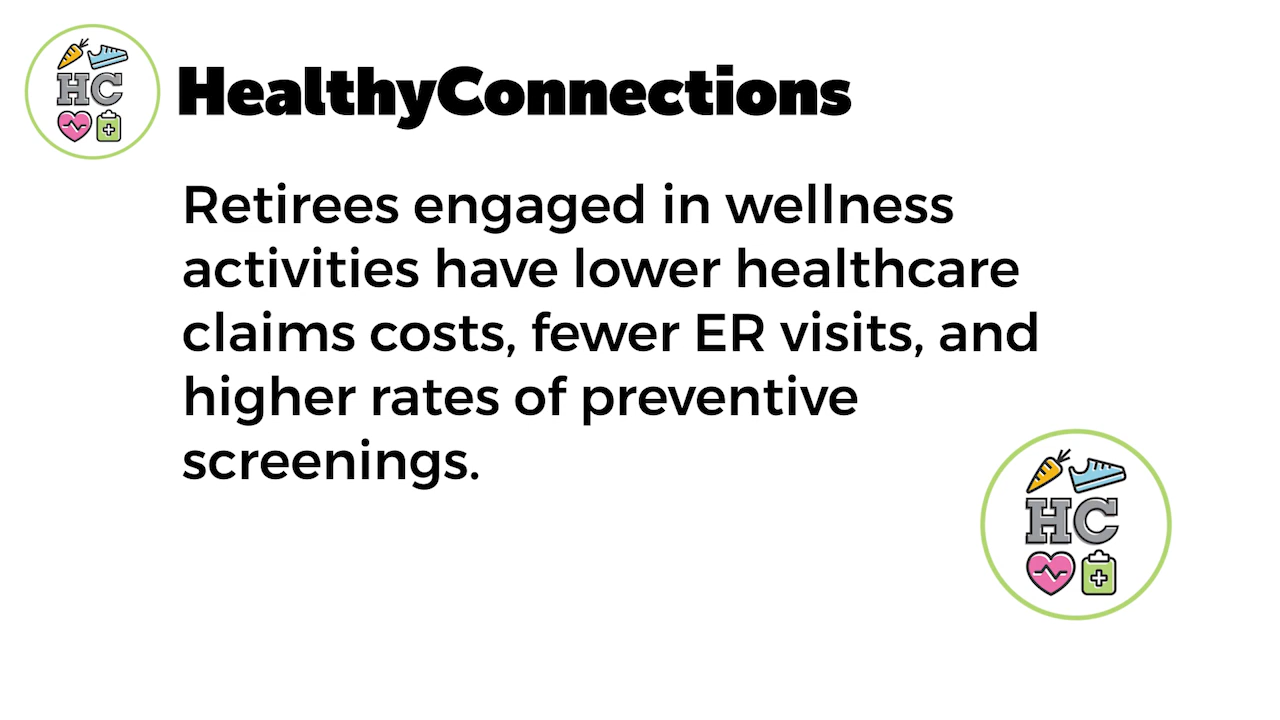 HC
HealthyConnections
Retirees engaged in wellness
activities have lower healthcare
claims costs, fewer ER visits, and
higher rates of preventive
screenings.
HC